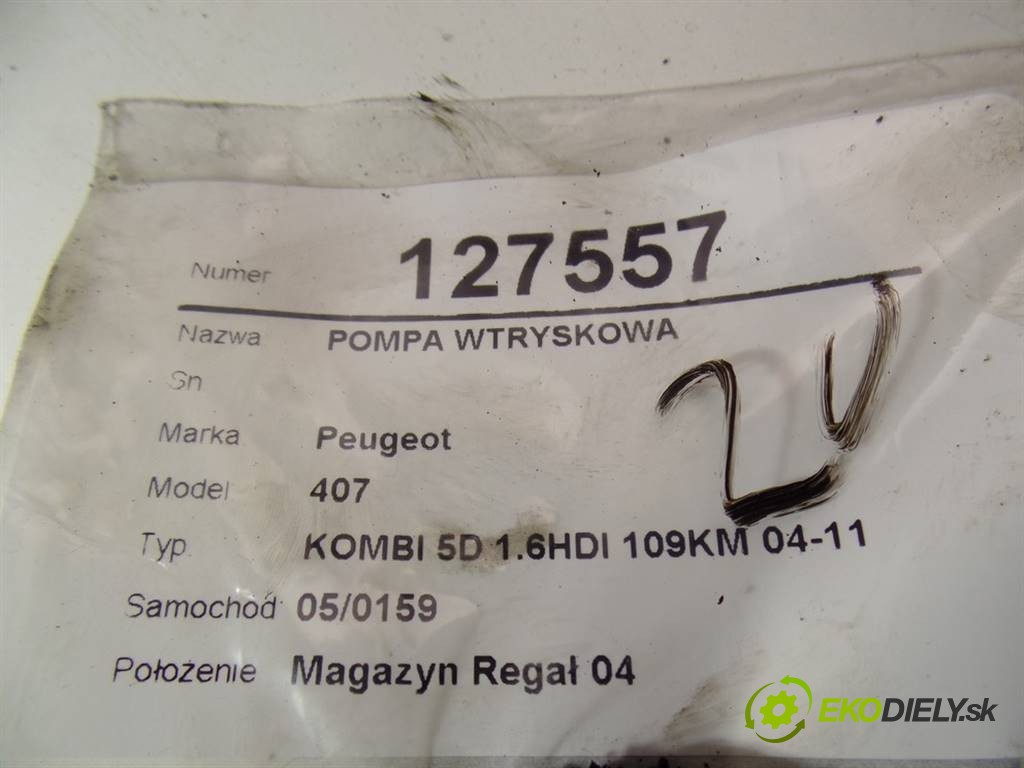 Numer 127557
Nazwa POMPA WTRYSKOWA
Sn
Marka Peugeot
Model 407
Typ KOMBI 5D 1.6HDI 109KM 04-11
Samochód 05/0159
Położenie Magazyn Regał 04
EKODIELY.sk